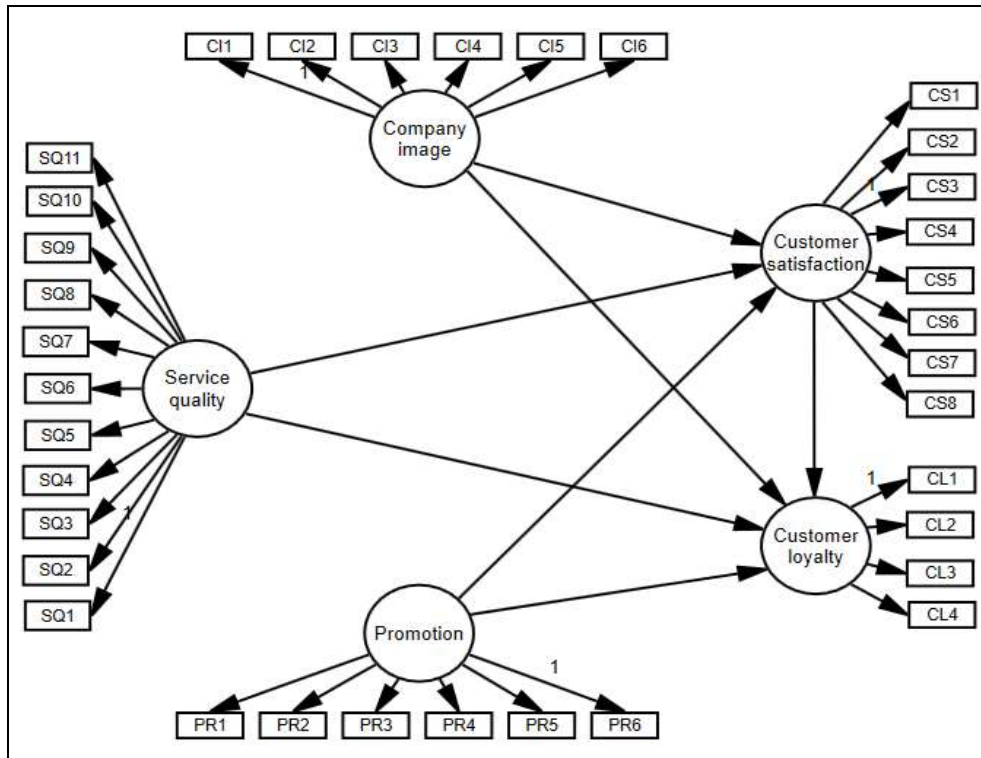 CI1
CI2
CI3
CI4
CI5
CI6
1
Company
image
CS1
CS2
1
CS3
CS4
CS5
CS6
CS7
CS8
Customer
satisfaction
SQ11
SQ10
SQ9
SQ8
SQ7
SQ6
SQ5
SQ4
SQ3
1
SQ2
SQ1
Service
quality
1
CL1
CL2
CL3
CL4
Customer
loyalty
Promotion
1
PR1
PR2
PR3
PR4
PR5
PR6